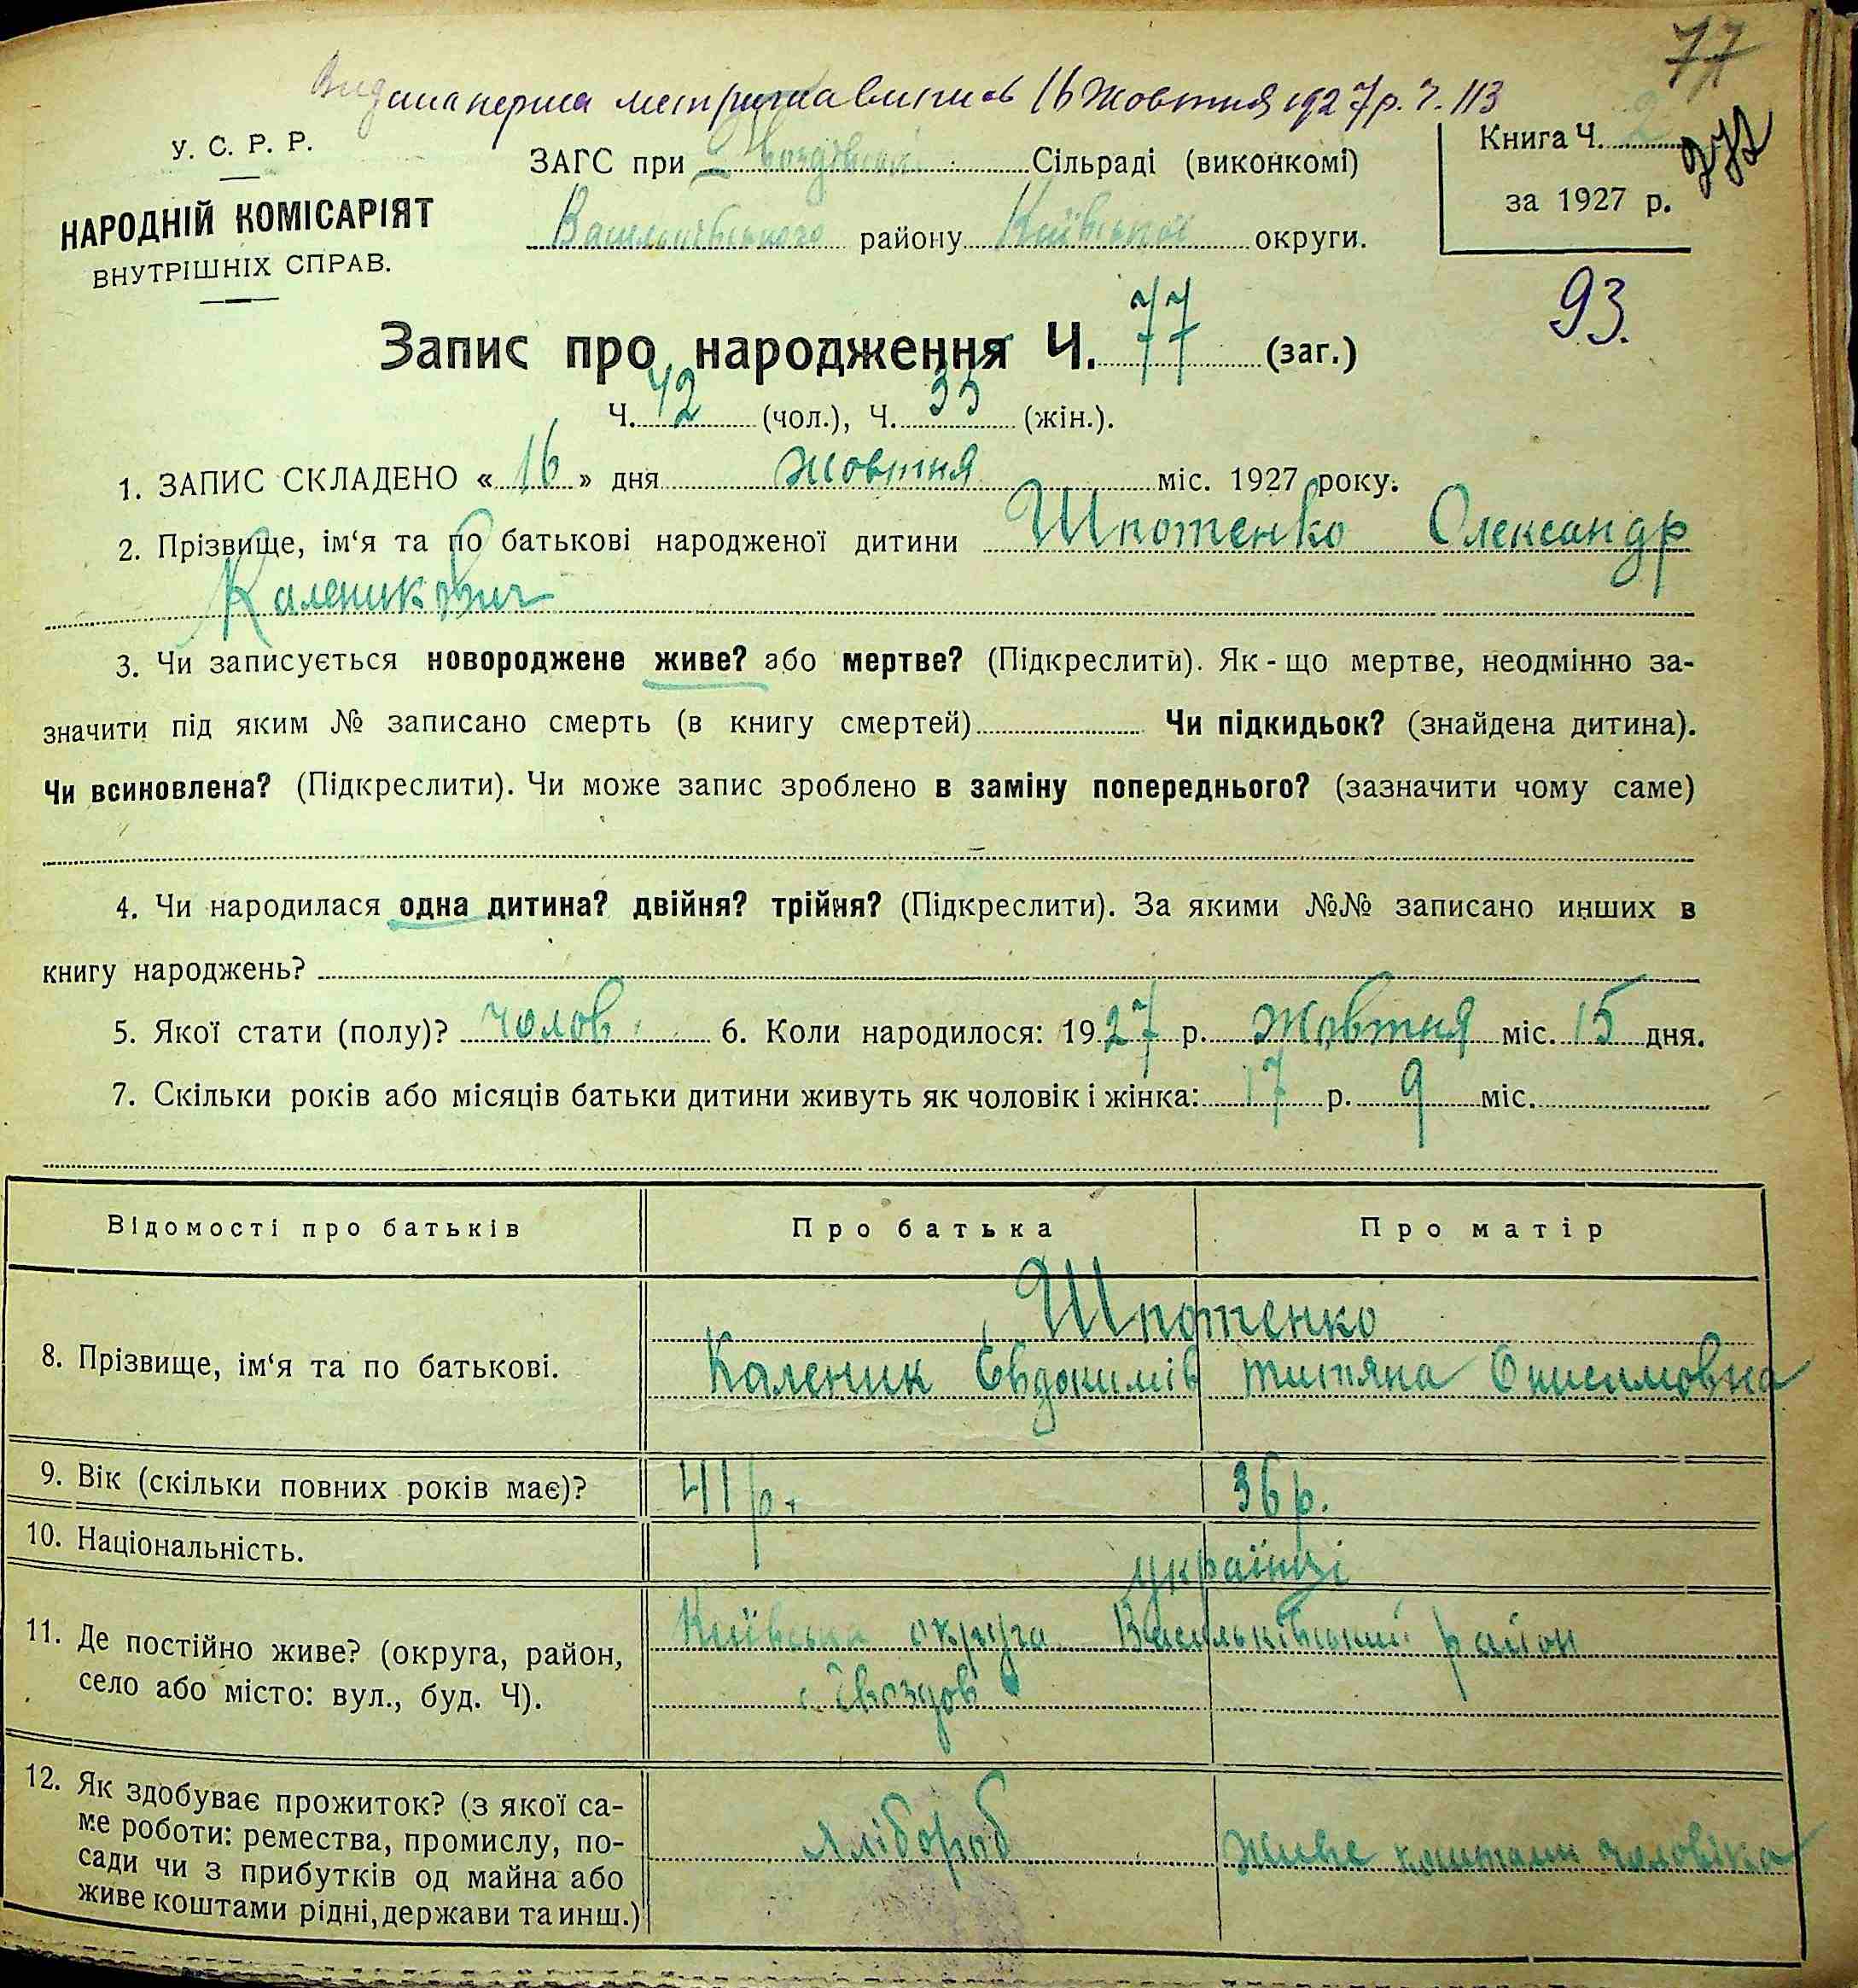 77
Видана перша метрична виписов 16 Жовтня 1927 р. Ч. 113
У. С. Р. Р.
НАРОДНІЙ КОМІСАРІЯТ
ВНУТРІШНІХ СПРАВ.
ЗАГС при Гвоздівські Сільраді (виконкомі)
Васильківського району Київської округи.
Книга Ч. 2
за 1927 р.
93.
Запис про народження Ч. 77 (заг.)
Ч. 42 (чол.), Ч. 35 (жін.).
1. ЗАПИС СКЛАДЕНО « 16 » дня жовтня міс. 1927 року.
2. Прізвище, ім‘я та по батькові народженої дитини Шпотенко Олександр
Каленикович
3. Чи записується новороджене живе? або мертве? (Підкреслити). Як-що мертве, неодмінно за-
значити під яким № записано смерть (в книгу смертей) Чи підкидьок? (знайдена дитина).
Чи всиновлена? (Підкреслити). Чи може запис зроблено в заміну попереднього? (зазначити чому саме)
4. Чи народилася одна дитина? двійня? трійня? (Підкреслити). За якими №№ записано инших в
книгу народжень?
5. Якої стати (полу)? чолов. 6. Коли народилося: 1927 р. жовтня міс. 15 дня.
7. Скільки років або місяців батьки дитини живуть як чоловік і жінка: 17 р. 9 міс.
Відомості про батьків Про батька Про матір
Шпотенко
8. Прізвище, ім‘я та по батькові. Каленик Євдокимів Титяна Онисимовна
9. Вік (скільки повних років має)? 41 р. 36 р.
10. Національність. українці
11. Де постійно живе? (округа, район, Київська округа Васильківський район
село або місто: вул., буд. Ч). с. Гвоздов
12. Як здобуває прожиток? (з якої са-
ме роботи: ремества, промислу, по- хлібороб живе коштами чоловіка
сади чи з прибутків од майна або
живе коштами рідні, держави та инш.)